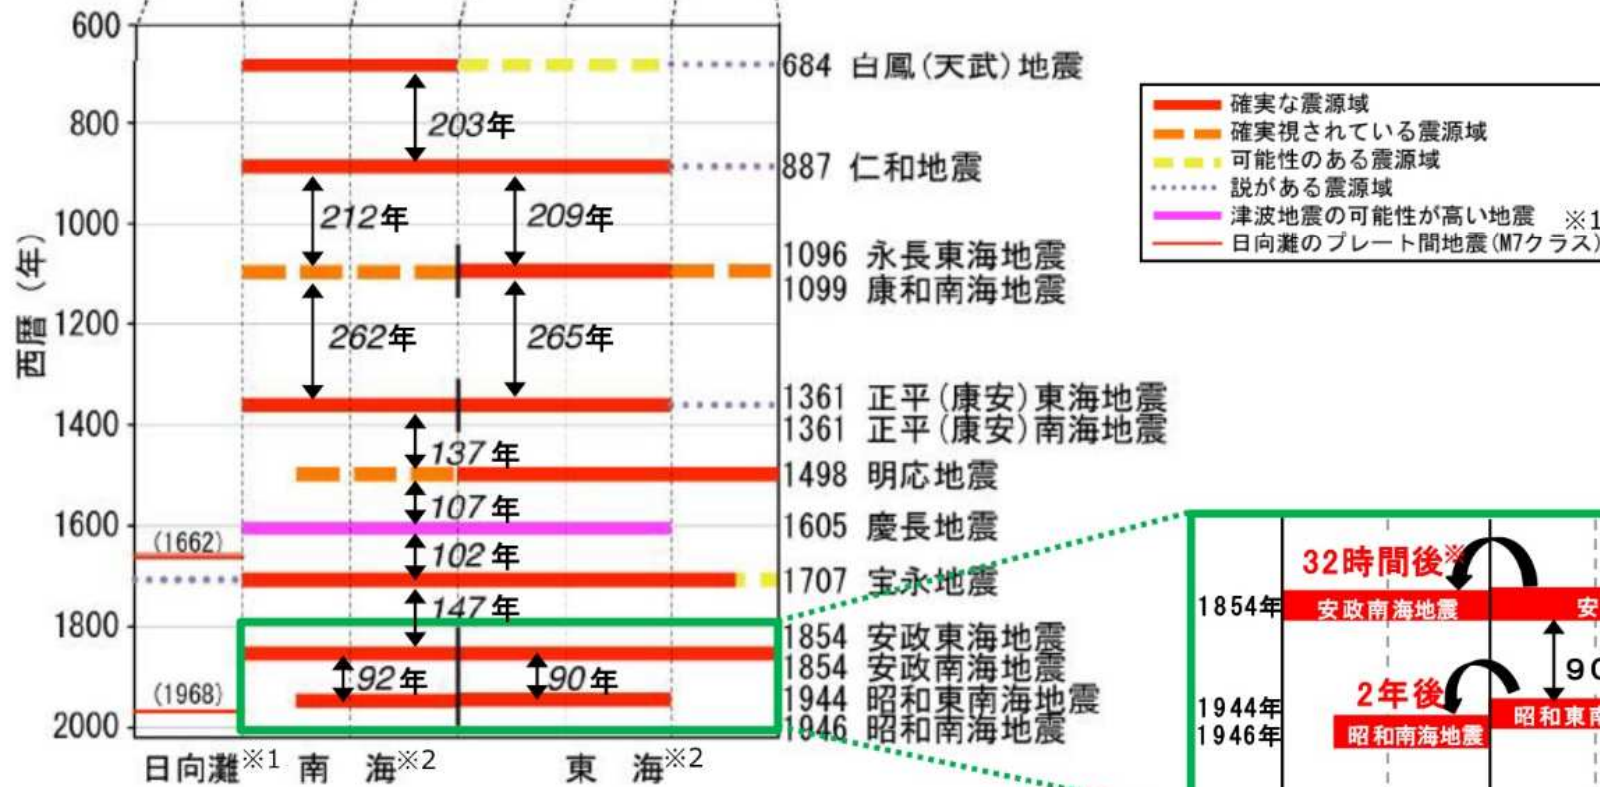 600
684 白鳳(天武)地震
203年
800
887 仁和地震
212年
209年
1000
1096 永長東海地震
1099 康和南海地震
262年
265年
1200
1361 正平(康安)東海地震
1361 正平(康安)南海地震
1400
137年
1498 明応地震
107年
1600
1605 慶長地震
(1662)
102年
1707 宝永地震
147年
1800
1854 安政東海地震
1854 安政南海地震
92年
90年
(1968)
1944 昭和東南海地震
1946 昭和南海地震
2000
西暦(年)
日向灘※1
南 海※2
東 海※2
確実な震源域
確実視されている震源域
可能性のある震源域
説がある震源域
津波地震の可能性が高い地震
※1
日向灘のプレート間地震(M7クラス)
32時間後※
1854年
安政南海地震
安
90
2年後
1944年
昭和東南
1946年
昭和南海地震